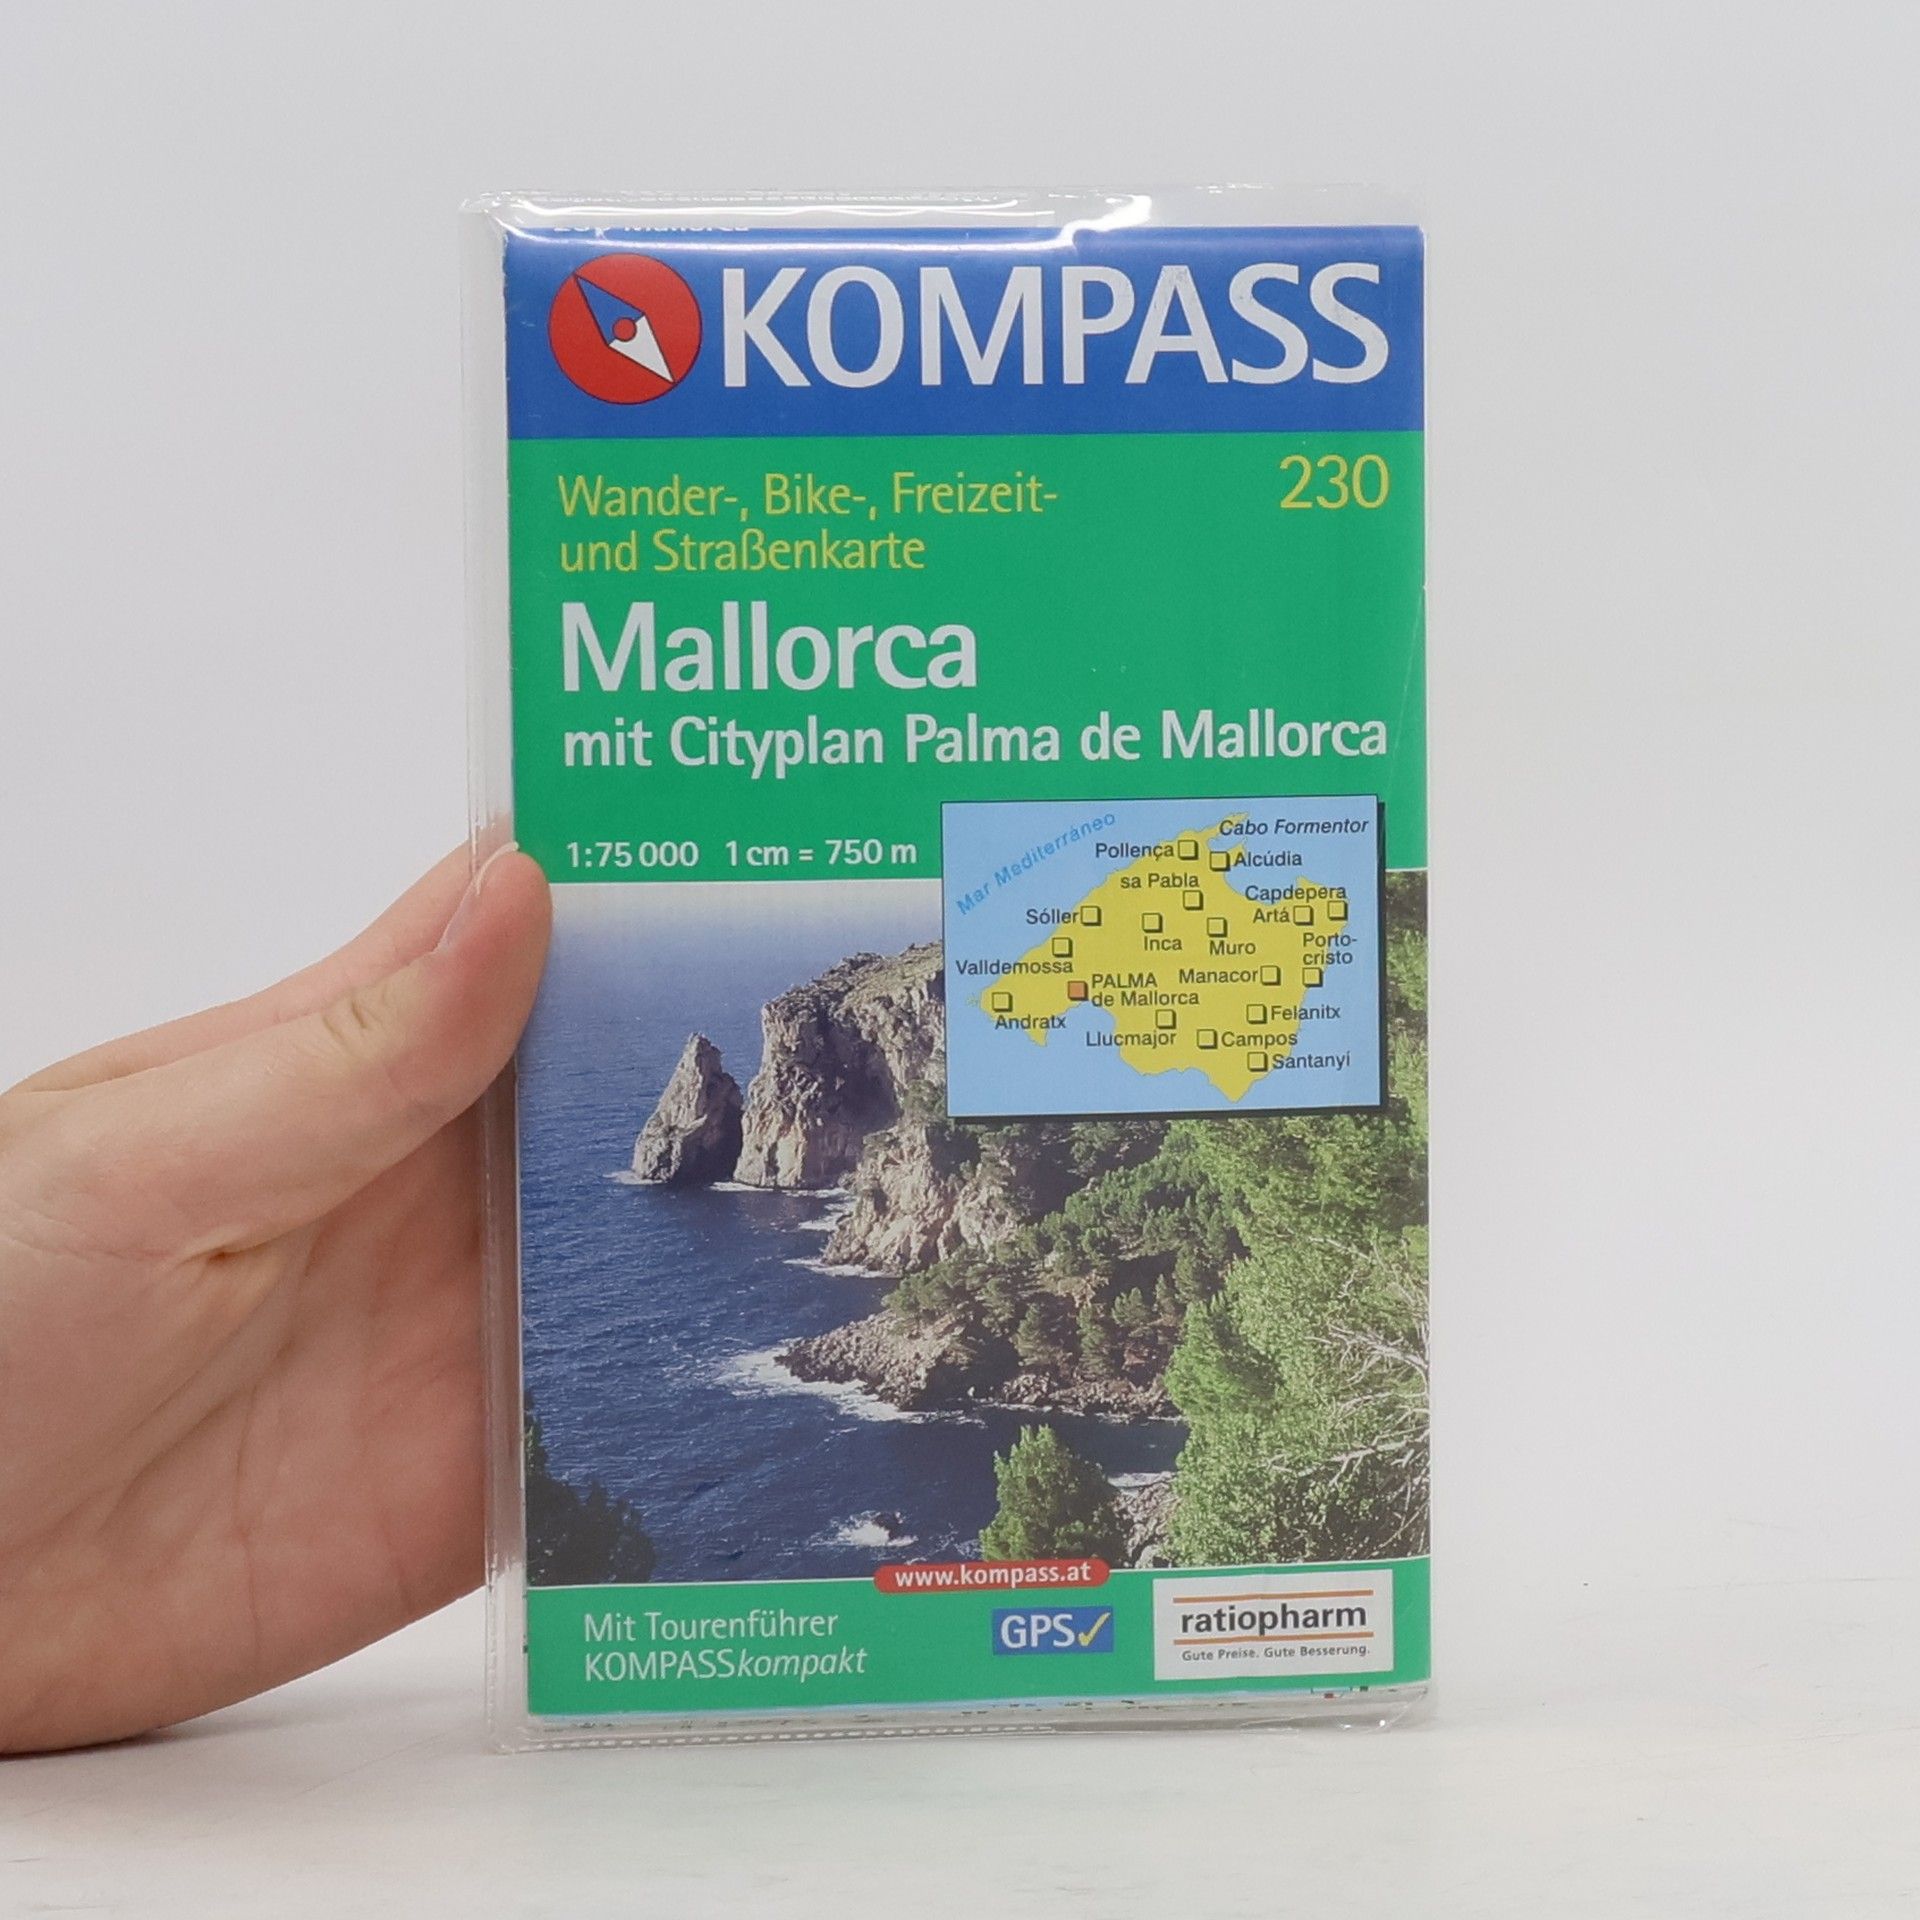 KOMPASS
Wander-, Bike-, Freizeit-
und Straßenkarte
230
Mallorca
mit Cityplan Palma de Mallorca
1:75 000 1 cm = 750 m
Mar Mediterráneo
Cabo Formentor
Pollença
Alcúdia
sa Pabla
Capdepera
Sóller
Artá
Inca
Muro
Porto-
cristo
Valldemossa
PALMA
de Mallorca
Manacor
Andratx
Felanitx
Llucmajor
Campos
Santanyí
www.kompass.at
Mit Tourenführer
KOMPASSkompakt
GPS
ratiopharm
Gute Preise. Gute Besserung.